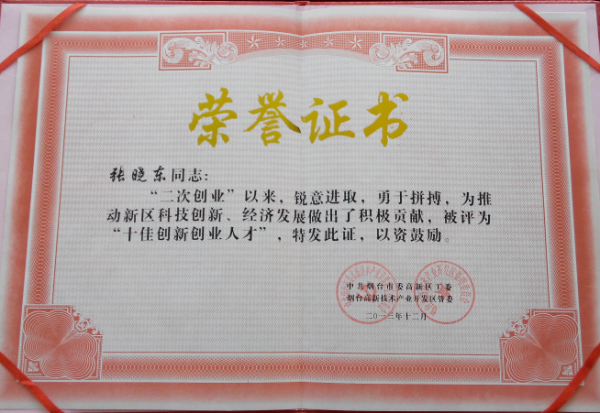 荣誉证书
张晓东同志：
“二次创业”以来，锐意进取，勇于拼搏，为推
动新区科技创新、经济发展做出了积极贡献，被评为
“十佳创新创业人才”，特发此证，以资鼓励。
中共烟台市委高新区工委
烟台高新技术产业开发区管委
二○一三年十二月